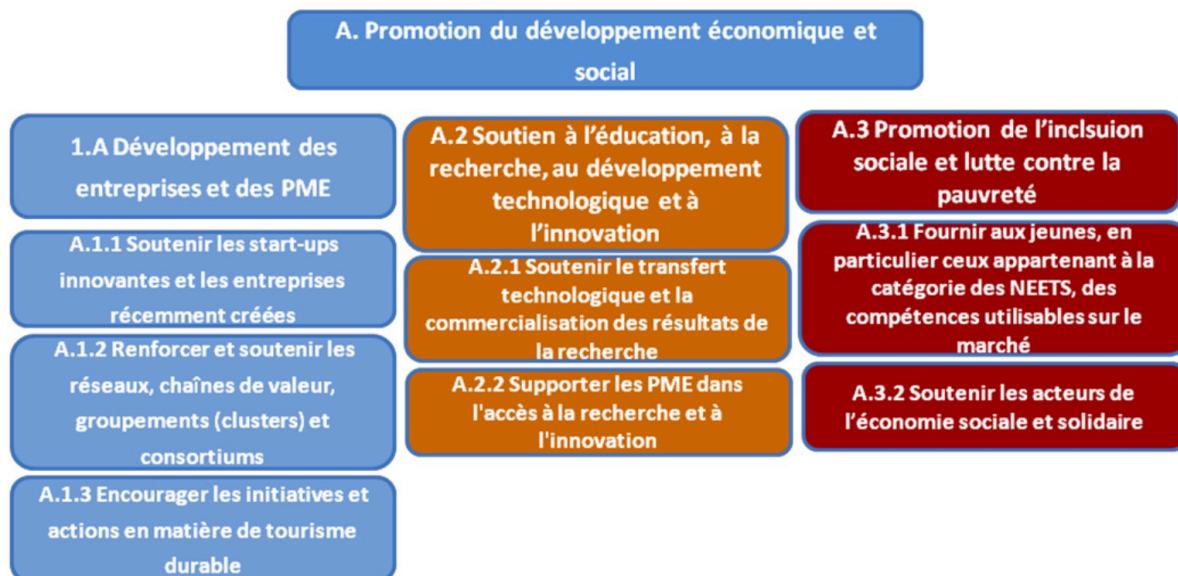 A. Promotion du développement économique et
social
1.A Développement des
entreprises et des PME
A.1.1 Soutenir les start-ups
innovantes et les entreprises
récemment créées
A.1.2 Renforcer et soutenir les
réseaux, chaînes de valeur,
groupements (clusters) et
consortiums
A.1.3 Encourager les initiatives et
actions en matière de tourisme
durable
A.2 Soutien à l’éducation, à la
recherche, au développement
technologique et à
l’innovation
A.2.1 Soutenir le transfert
technologique et la
commercialisation des résultats de
la recherche
A.2.2 Supporter les PME dans
l'accès à la recherche et à
l'innovation
A.3 Promotion de l’inclsuion
sociale et lutte contre la
pauvreté
A.3.1 Fournir aux jeunes, en
particulier ceux appartenant à la
catégorie des NEETS, des
compétences utilisables sur le
marché
A.3.2 Soutenir les acteurs de
l’économie sociale et solidaire